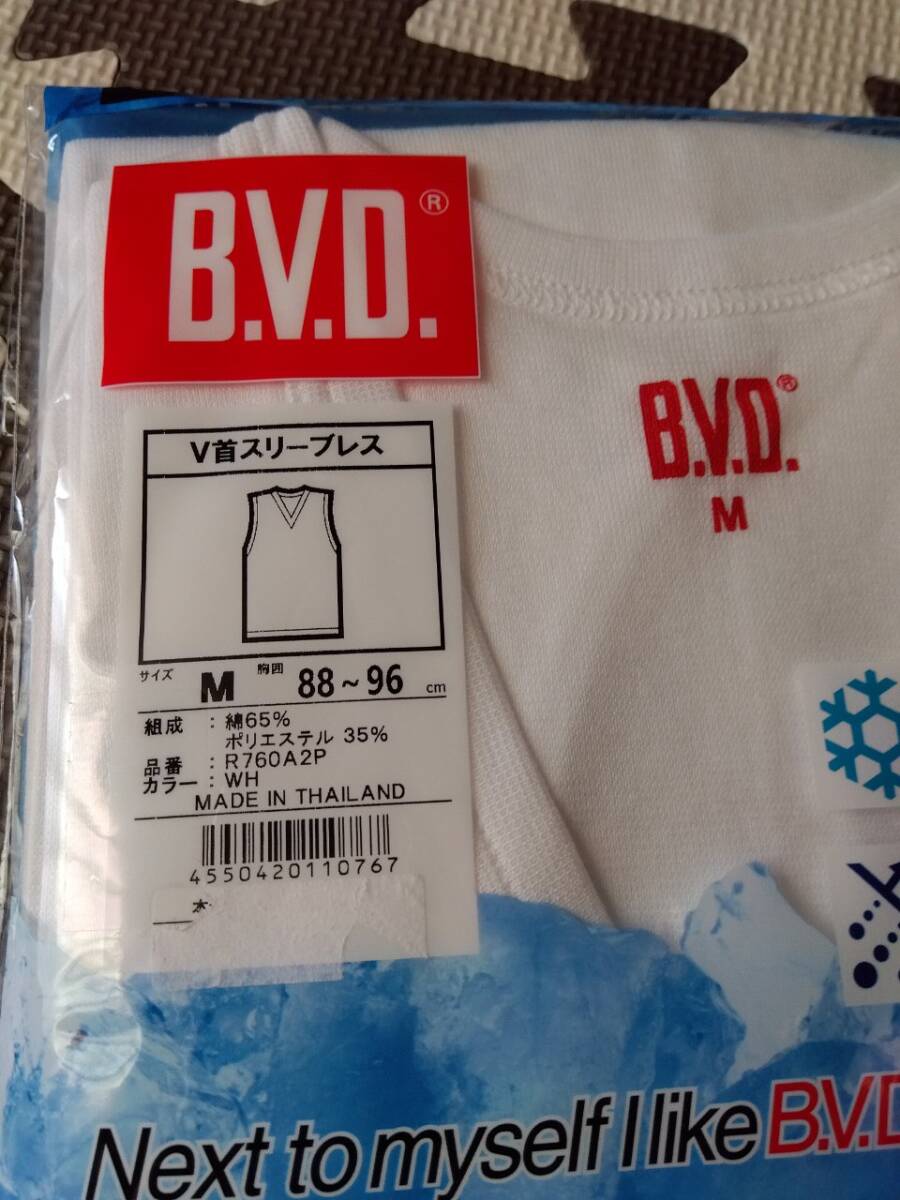 B.V.D.®
V首スリーブレス
サイズ M 胸囲 88~96 cm
組成 : 綿65%
ポリエステル 35%
品番 : R760A2P
カラー : WH
MADE IN THAILAND
4550420110767
B.V.D.®
M
Next to myself I like B.V.D